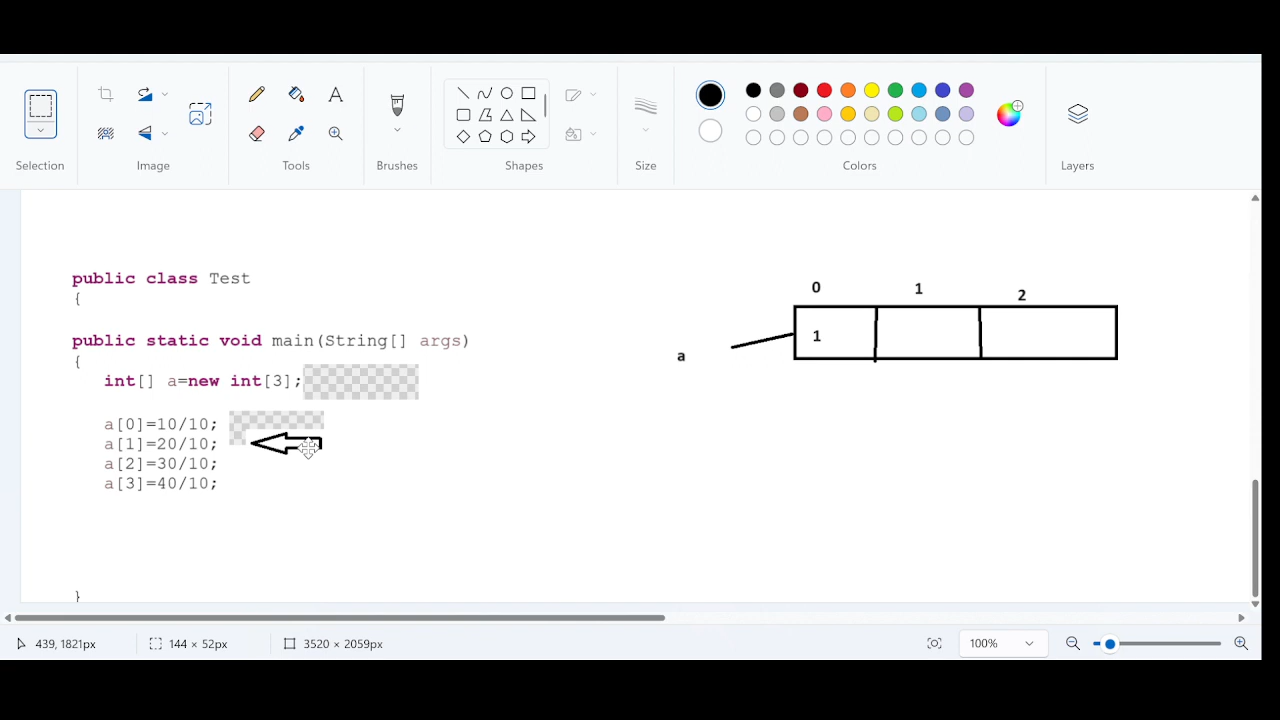 Selection
Image
Tools
Brushes
Shapes
Size
Colors
Layers
public class Test
{
public static void main(String[] args)
{
int[] a=new int[3];
a[0]=10/10;
a[1]=20/10;
a[2]=30/10;
a[3]=40/10;
}
0 1 2
1
a
439, 1821px
144 × 52px
3520 × 2059px
100%